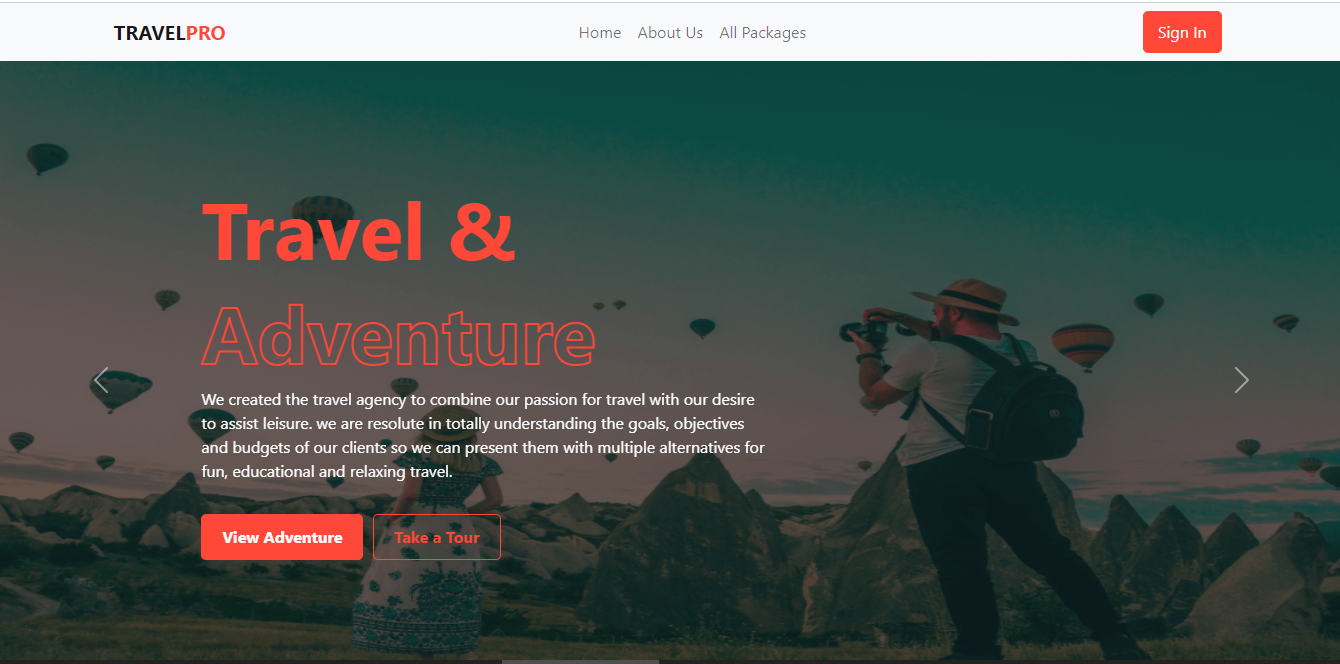 TRAVELPRO
Home About Us All Packages
Sign In
Travel &
Adventure
We created the travel agency to combine our passion for travel with our desire
to assist leisure. we are resolute in totally understanding the goals, objectives
and budgets of our clients so we can present them with multiple alternatives for
fun, educational and relaxing travel.
View Adventure
Take a Tour